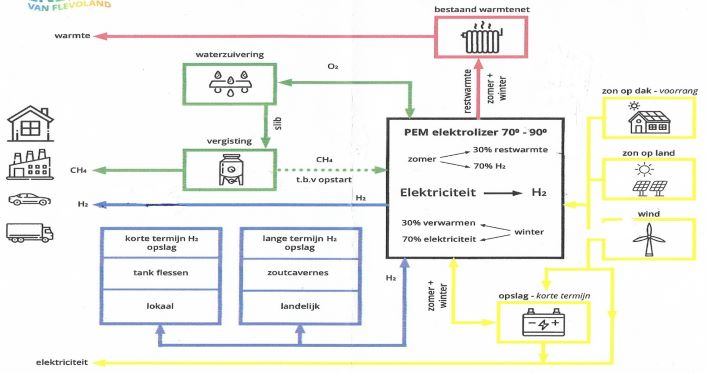 VAN FLEVOLAND
bestaand warmtenet
warmte
waterzuivering
O₂
restwarmte
zomer +
winter
zon op dak - voorrang
slib
PEM elektrolizer 70⁰ - 90⁰
zomer
30% restwarmte
70% H₂
vergisting
CH₄
CH₄
t.b.v opstart
zon op land
Elektriciteit
H₂
H₂
H₂
wind
30% verwarmen
70% elektriciteit
winter
korte termijn H₂
opslag
tank flessen
lokaal
lange termijn H₂
opslag
zoutcavernes
landelijk
H₂
zomer +
winter
opslag - korte termijn
elektriciteit